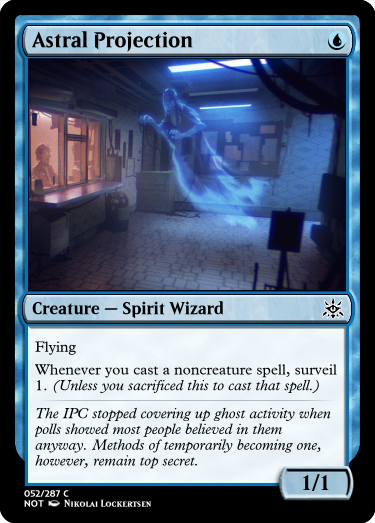 Astral Projection
Creature — Spirit Wizard
Flying
Whenever you cast a noncreature spell, surveil
1. (Unless you sacrificed this to cast that spell.)
The IPC stopped covering up ghost activity when
polls showed most people believed in them
anyway. Methods of temporarily becoming one,
however, remain top secret.
1/1
052/287 C
NOT Nikolai Lockertsen